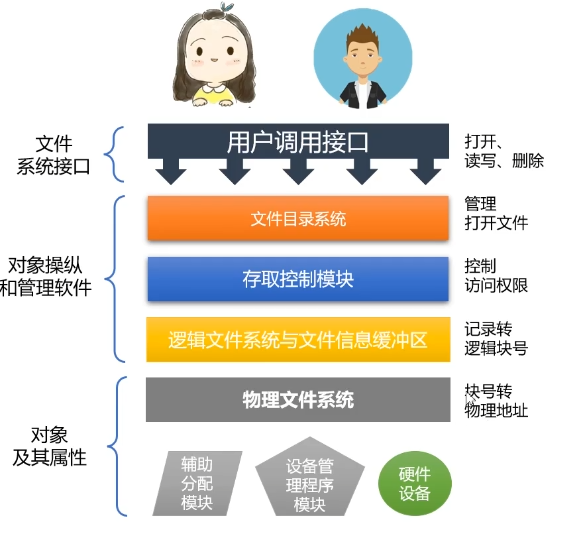 用户调用接口
文件
系统接口
打开、
读写、删除
文件目录系统
管理
打开文件
对象操纵
和管理软件
存取控制模块
控制
访问权限
逻辑文件系统与文件信息缓冲区
记录转
逻辑块号
物理文件系统
块号转
物理地址
对象
及其属性
辅助
分配
模块
设备管
理程序
模块
硬件
设备